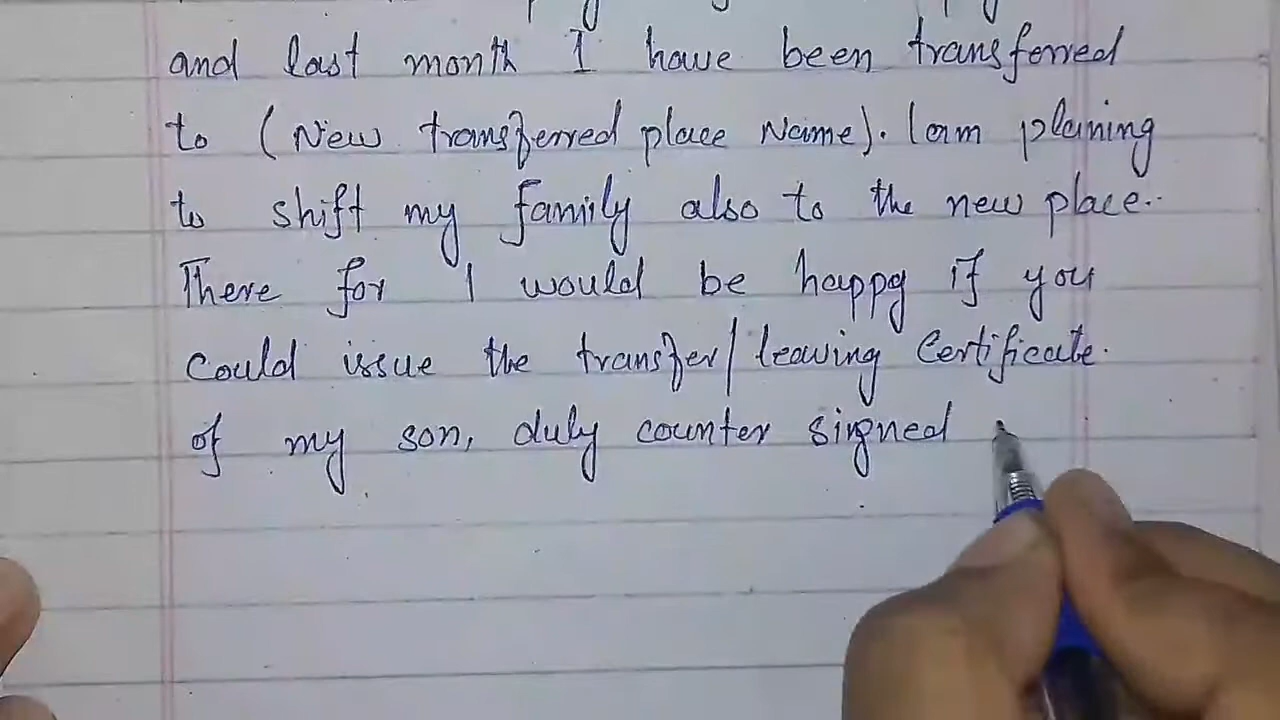 and last month I have been transferred
to (New transferred place Name). I am planing
to shift my family also to the new place..
There for I would be happy if you
could issue the transfer/leaving Certificate.
of my son, duly counter signed